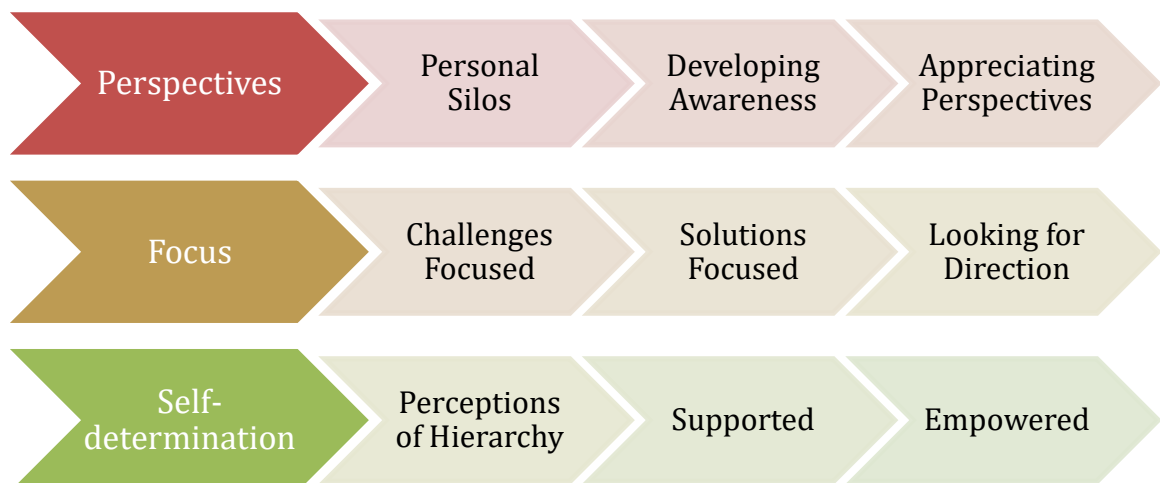 Perspectives
Personal
Silos
Developing
Awareness
Appreciating
Perspectives
Focus
Challenges
Focused
Solutions
Focused
Looking for
Direction
Self-
determination
Perceptions
of Hierarchy
Supported
Empowered